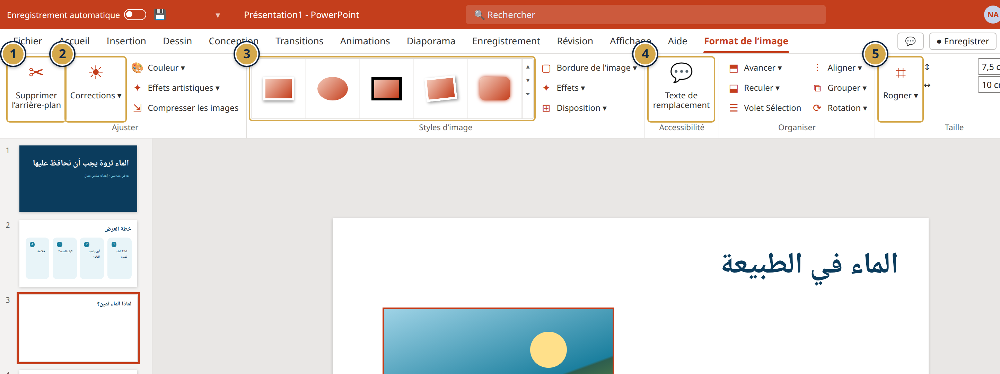 Enregistrement automatique
Présentation1 - PowerPoint
Rechercher
NA
Fichier Accueil Insertion Dessin Conception Transitions Animations Diaporama Enregistrement Révision Affichage Aide Format de l’image
Enregistrer
1 2 3 4 5
Supprimer
l’arrière-plan
Corrections
Couleur
Effets artistiques
Compresser les images
Ajuster
Bordure de l’image
Effets
Disposition
Styles d’image
Texte de
remplacement
Accessibilité
Avancer
Reculer
Volet Sélection
Aligner
Grouper
Rotation
Organiser
Rogner
7,5 c
10 cm
Taille
1
الماء ثروة يجب أن نحافظ عليها
عرض مدرسي · إعداد: سامي مثال
2
خطة العرض
1
لماذا الماء
ثمين؟
2
أين يذهب
الماء؟
3
كيف نقتصد؟
4
خلاصة
3
لماذا الماء ثمين؟
الماء في الطبيعة